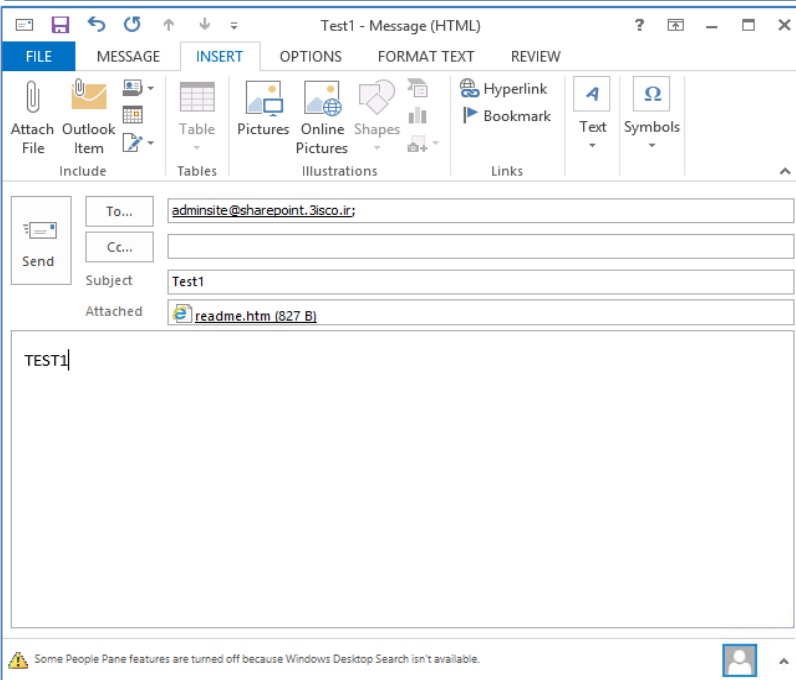 Test1 - Message (HTML)
FILE MESSAGE INSERT OPTIONS FORMAT TEXT REVIEW
Attach File
Outlook Item
Table
Pictures
Online Pictures
Shapes
Hyperlink
Bookmark
Text
Symbols
Include Tables Illustrations Links
To... adminsite@sharepoint.3isco.ir;
Cc...
Send
Subject Test1
Attached readme.htm (827 B)
TEST1
Some People Pane features are turned off because Windows Desktop Search isn't available.